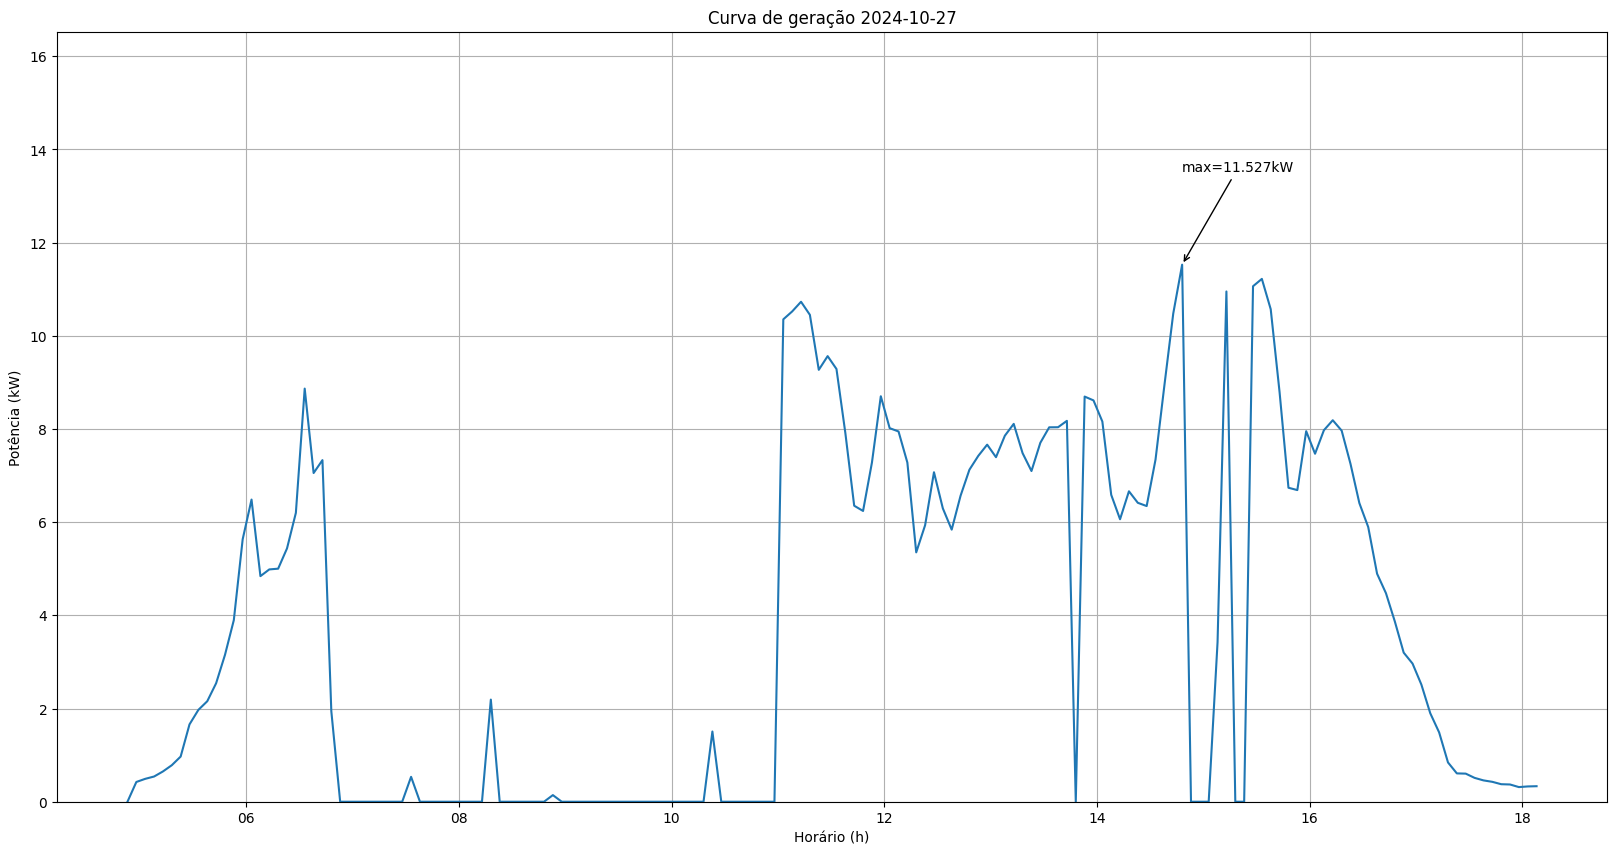 Curva de geração 2024-10-27
16
14
max=11.527kW
12
10
8
6
4
2
0
Potência (kW)
06 08 10 12 14 16 18
Horário (h)